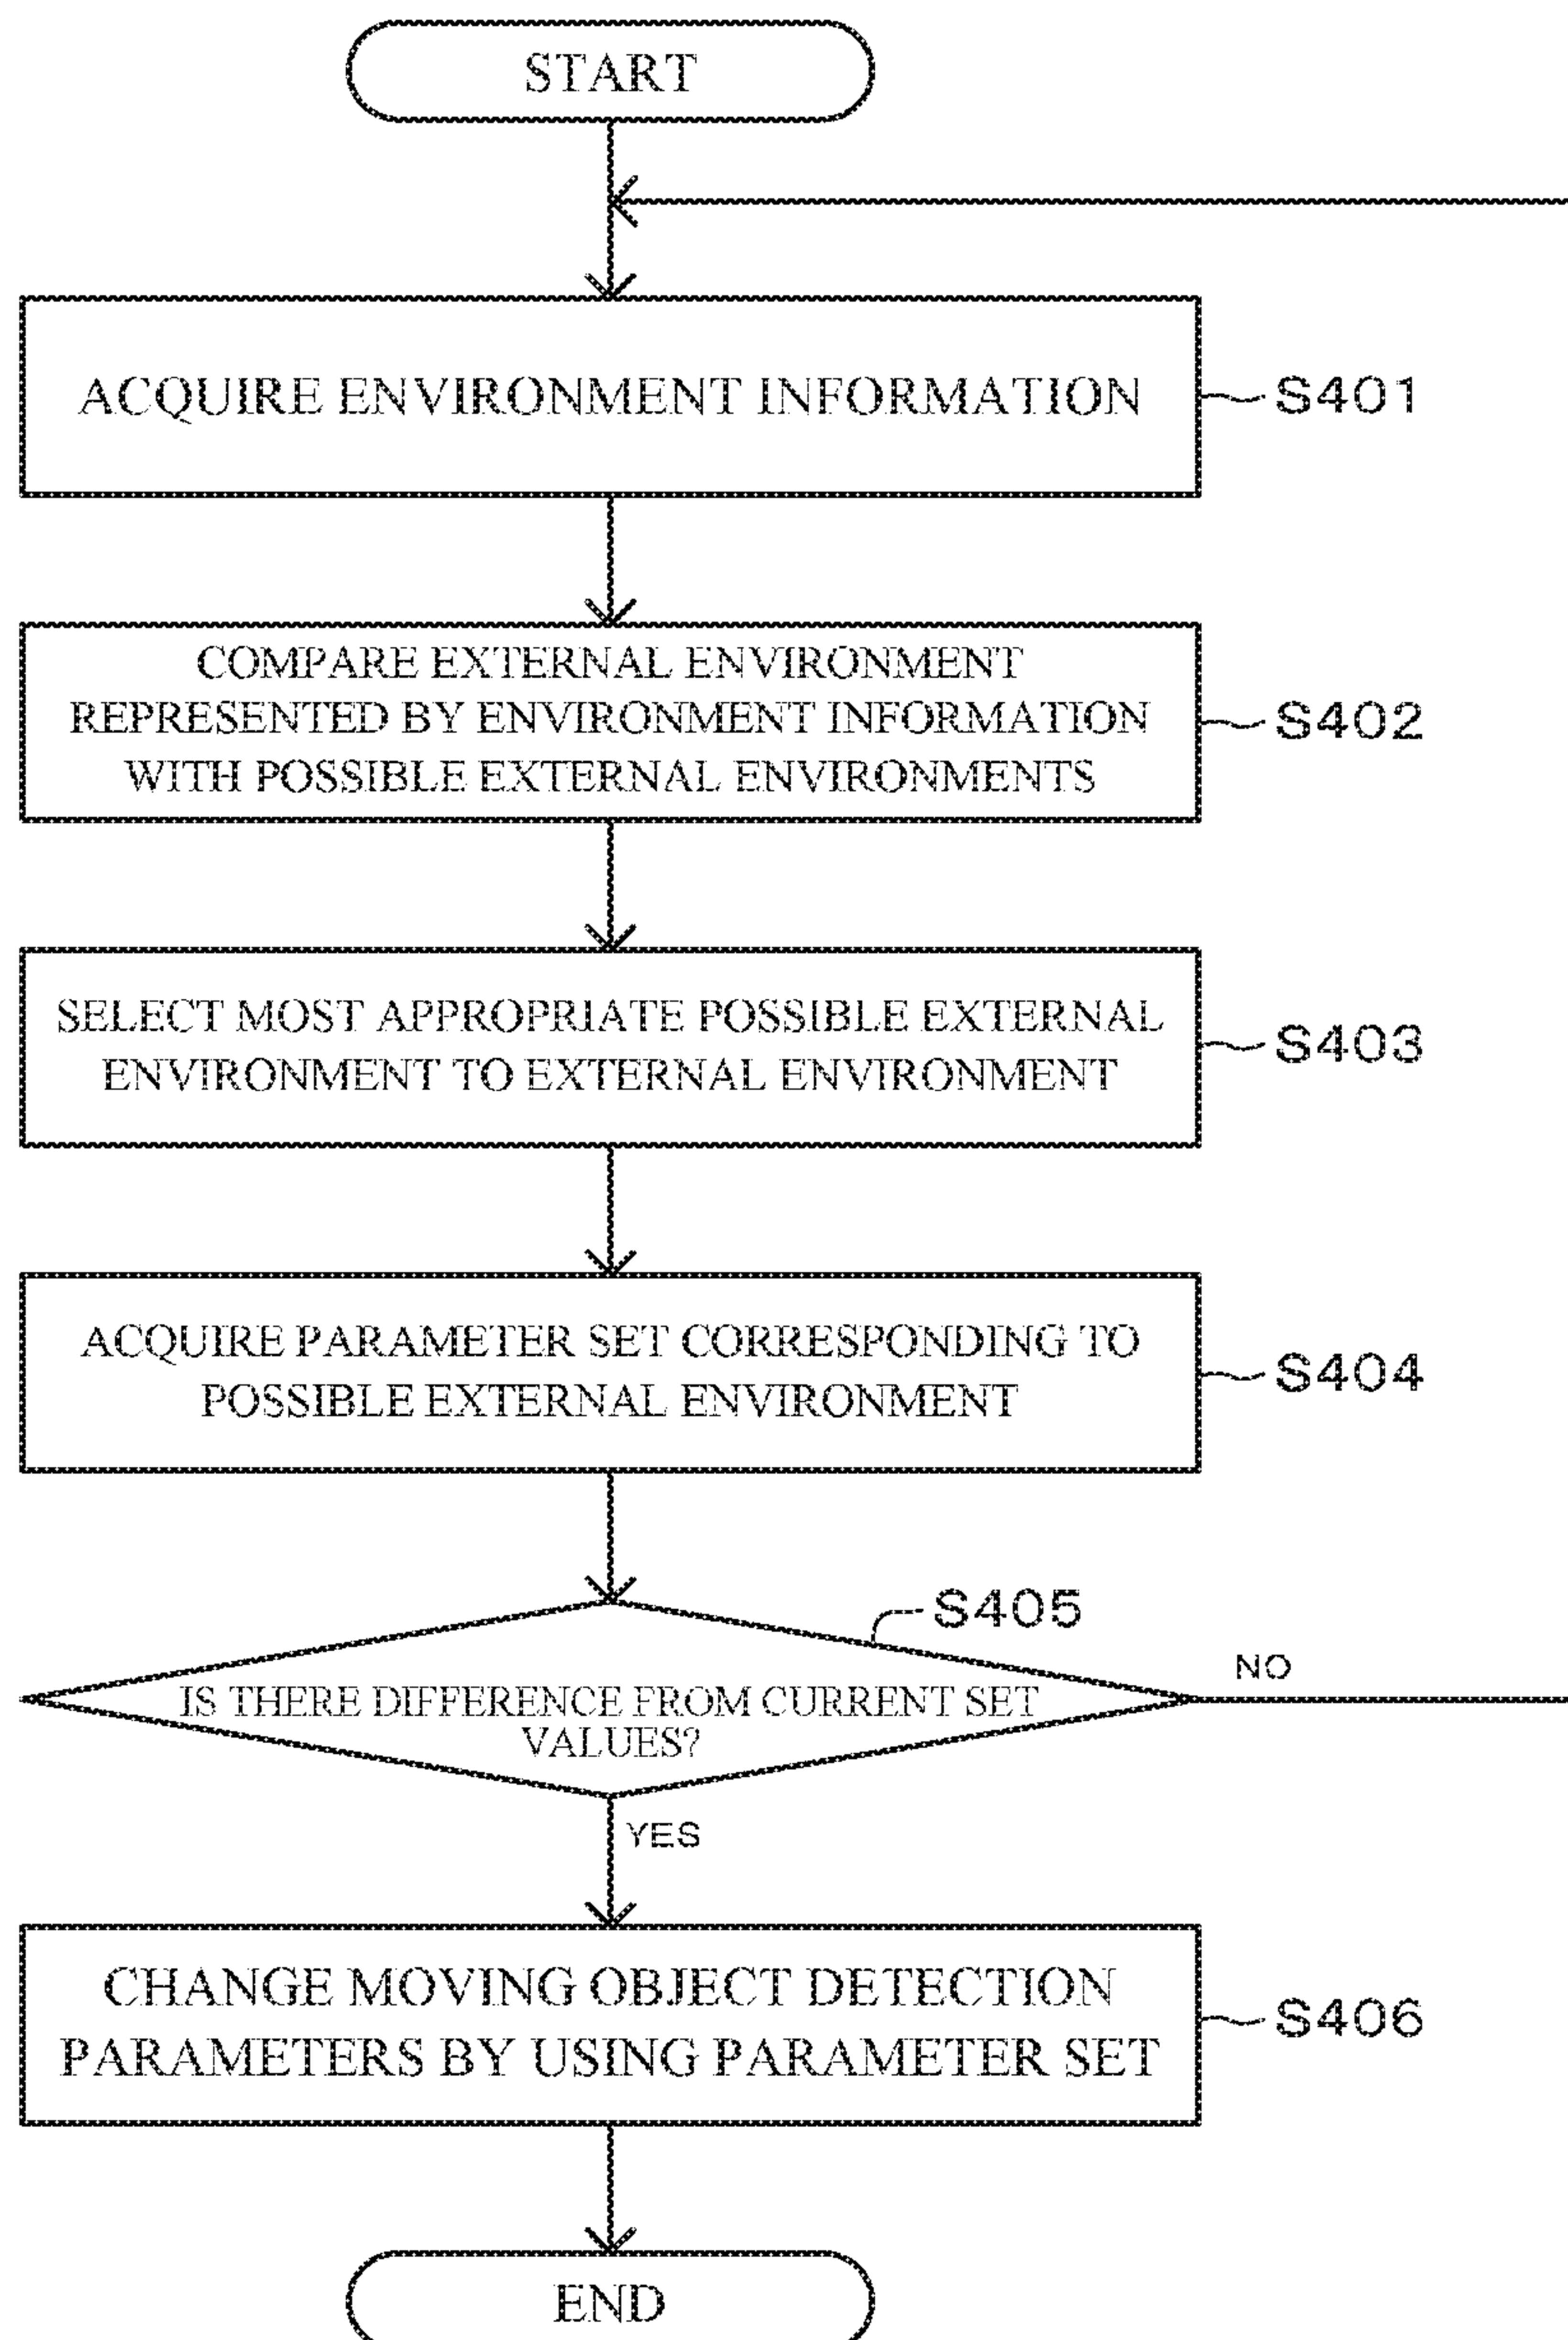 START
ACQUIRE ENVIRONMENT INFORMATION
S401
COMPARE EXTERNAL ENVIRONMENT
REPRESENTED BY ENVIRONMENT INFORMATION
WITH POSSIBLE EXTERNAL ENVIRONMENTS
S402
SELECT MOST APPROPRIATE POSSIBLE EXTERNAL
ENVIRONMENT TO EXTERNAL ENVIRONMENT
S403
ACQUIRE PARAMETER SET CORRESPONDING TO
POSSIBLE EXTERNAL ENVIRONMENT
S404
S405
IS THERE DIFFERENCE FROM CURRENT SET
VALUES?
NO
YES
CHANGE MOVING OBJECT DETECTION
PARAMETERS BY USING PARAMETER SET
S406
END